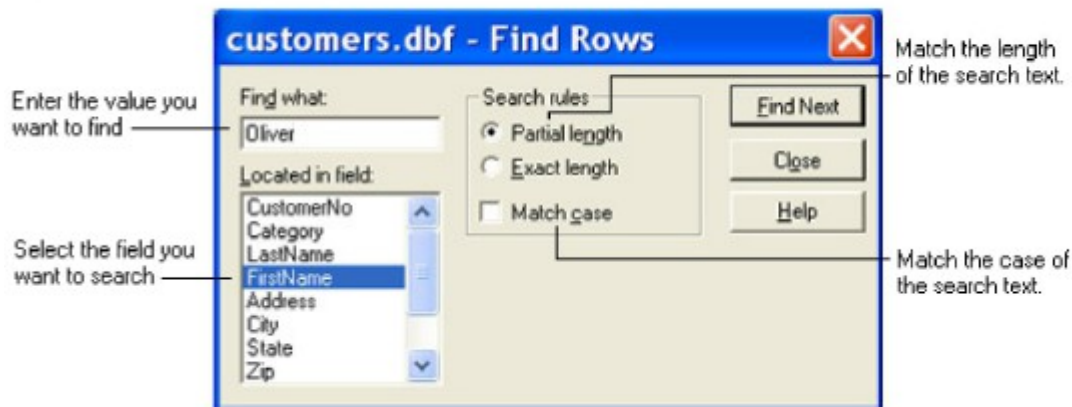 customers.dbf - Find Rows
Match the length
of the search text.
Enter the value you
want to find
Find what:
Oliver
Search rules
Partial length
Exact length
Match case
Find Next
Close
Help
Located in field:
CustomerNo
Category
LastName
FirstName
Address
City
State
Zip
Select the field you
want to search
Match the case of
the search text.